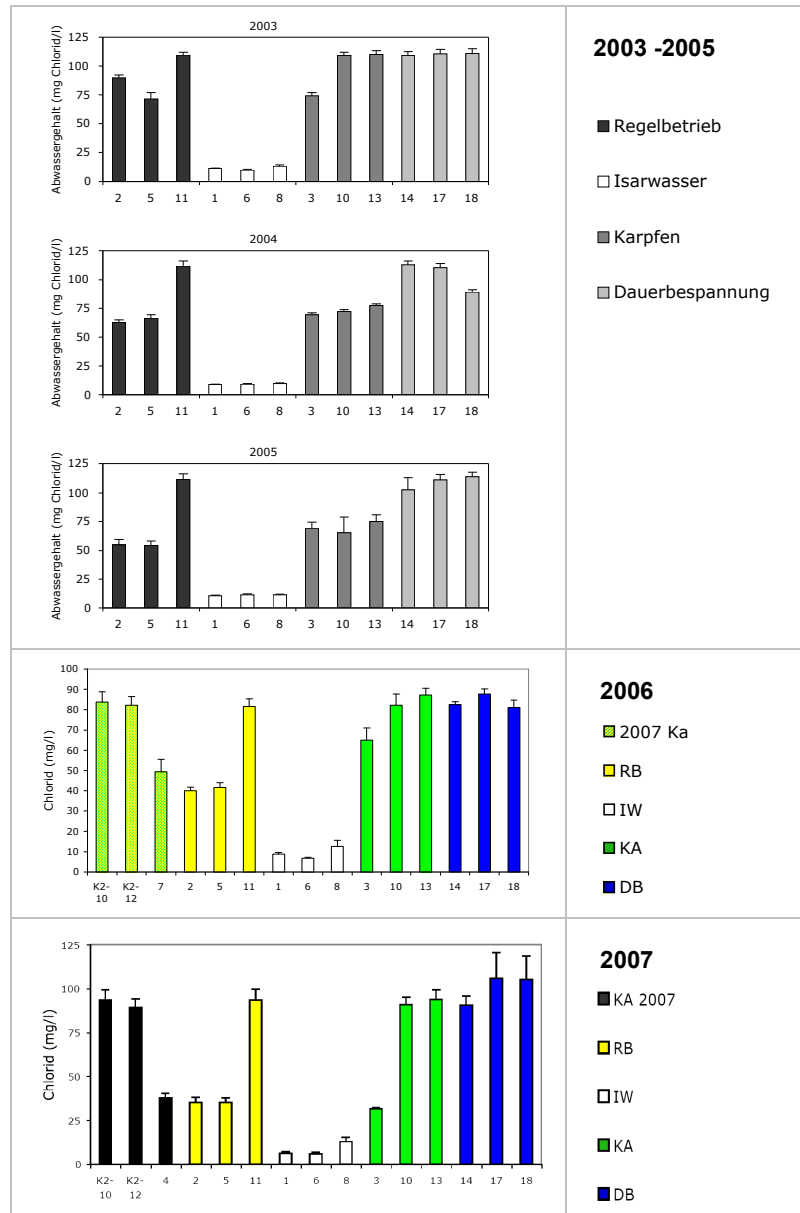 2003
Abwassergehalt (mg Chlorid/l)
125
100
75
50
25
0
2 5 11 1 6 8 3 10 13 14 17 18
2003 -2005
Regelbetrieb
Isarwasser
Karpfen
Dauerbespannung
2004
Abwassergehalt (mg Chlorid/l)
125
100
75
50
25
0
2 5 11 1 6 8 3 10 13 14 17 18
2005
Abwassergehalt (mg Chlorid/l)
125
100
75
50
25
0
2 5 11 1 6 8 3 10 13 14 17 18
Chlorid (mg/l)
100
90
80
70
60
50
40
30
20
10
0
K2-10 K2-12 7 2 5 11 1 6 8 3 10 13 14 17 18
2006
2007 Ka
RB
IW
KA
DB
Chlorid (mg/l)
125
100
75
50
25
0
K2-10 K2-12 4 2 5 11 1 6 8 3 10 13 14 17 18
2007
KA 2007
RB
IW
KA
DB